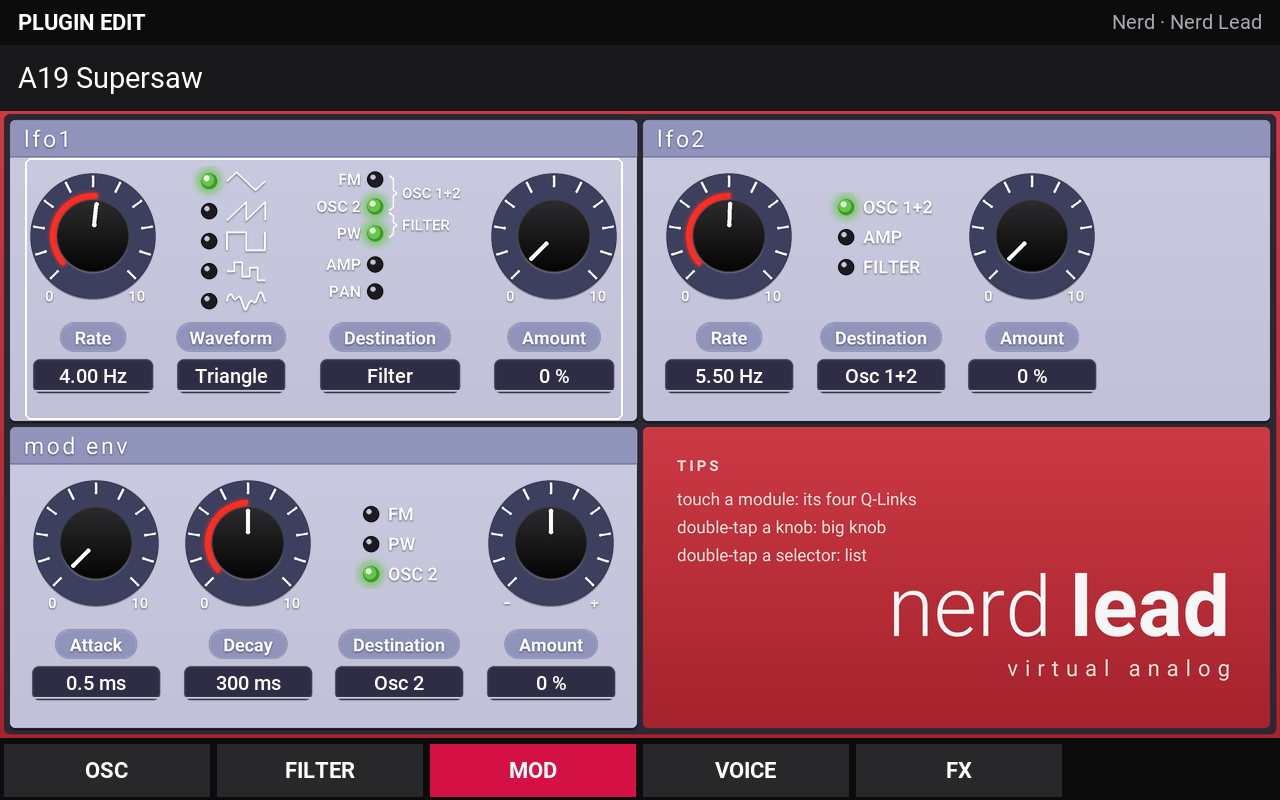 PLUGIN EDIT
Nerd · Nerd Lead
A19 Supersaw
lfo1
FM
OSC 2
PW
AMP
PAN
OSC 1+2
FILTER
0 10
0 10
Rate Waveform Destination Amount
4.00 Hz Triangle Filter 0 %
lfo2
OSC 1+2
AMP
FILTER
0 10
0 10
Rate Destination Amount
5.50 Hz Osc 1+2 0 %
mod env
FM
PW
OSC 2
0 10
0 10
− +
Attack Decay Destination Amount
0.5 ms 300 ms Osc 2 0 %
TIPS
touch a module: its four Q-Links
double-tap a knob: big knob
double-tap a selector: list
nerd lead
virtual analog
OSC FILTER MOD VOICE FX